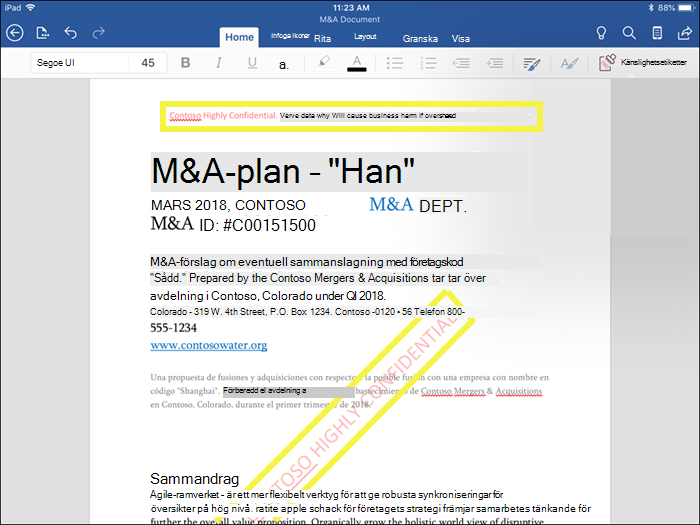 iPad 11:23 AM 88%
M&A Document
Home Infoga Ikorer Rita Layout Granska Visa
Segoe UI 45 B I U a. A Känslighetsetiketter
Contoso Highly Confidential. Verve data why Will cause business harm if overshared
M&A-plan - "Han"
MARS 2018, CONTOSO M&A DEPT.
M&A ID: #C00151500
M&A-förslag om eventuell sammanslagning med företagskod
"Sådd." Prepared by the Contoso Mergers & Acquisitions tar tar över
avdelning i Contoso, Colorado under QI 2018.
Colorado - 319 W. 4th Street, P.O. Box 1234. Contoso -0120 • 56 Telefon 800-
555-1234
www.contosowater.org
Una propuesta de fusiones y adquisiciones con respecto a la posible fusión con una empresa con nombre en
código "Shanghai". Förberedd el avdelning a bastecimiento de Contoso Mergers & Acquisitions
en Contoso, Colorado, durante el primer trimestre de 2018.
CONTOSO HIGHLY CONFIDENTIAL
Sammandrag
Agile-ramverket - är ett mer flexibelt verktyg för att ge robusta synkroniseringar för
översikter på hög nivå. ratite apple schack för företagets strategi främjar samarbetes tänkande för
further the overall value proposition. Organically grow the holistic world view of disruptive